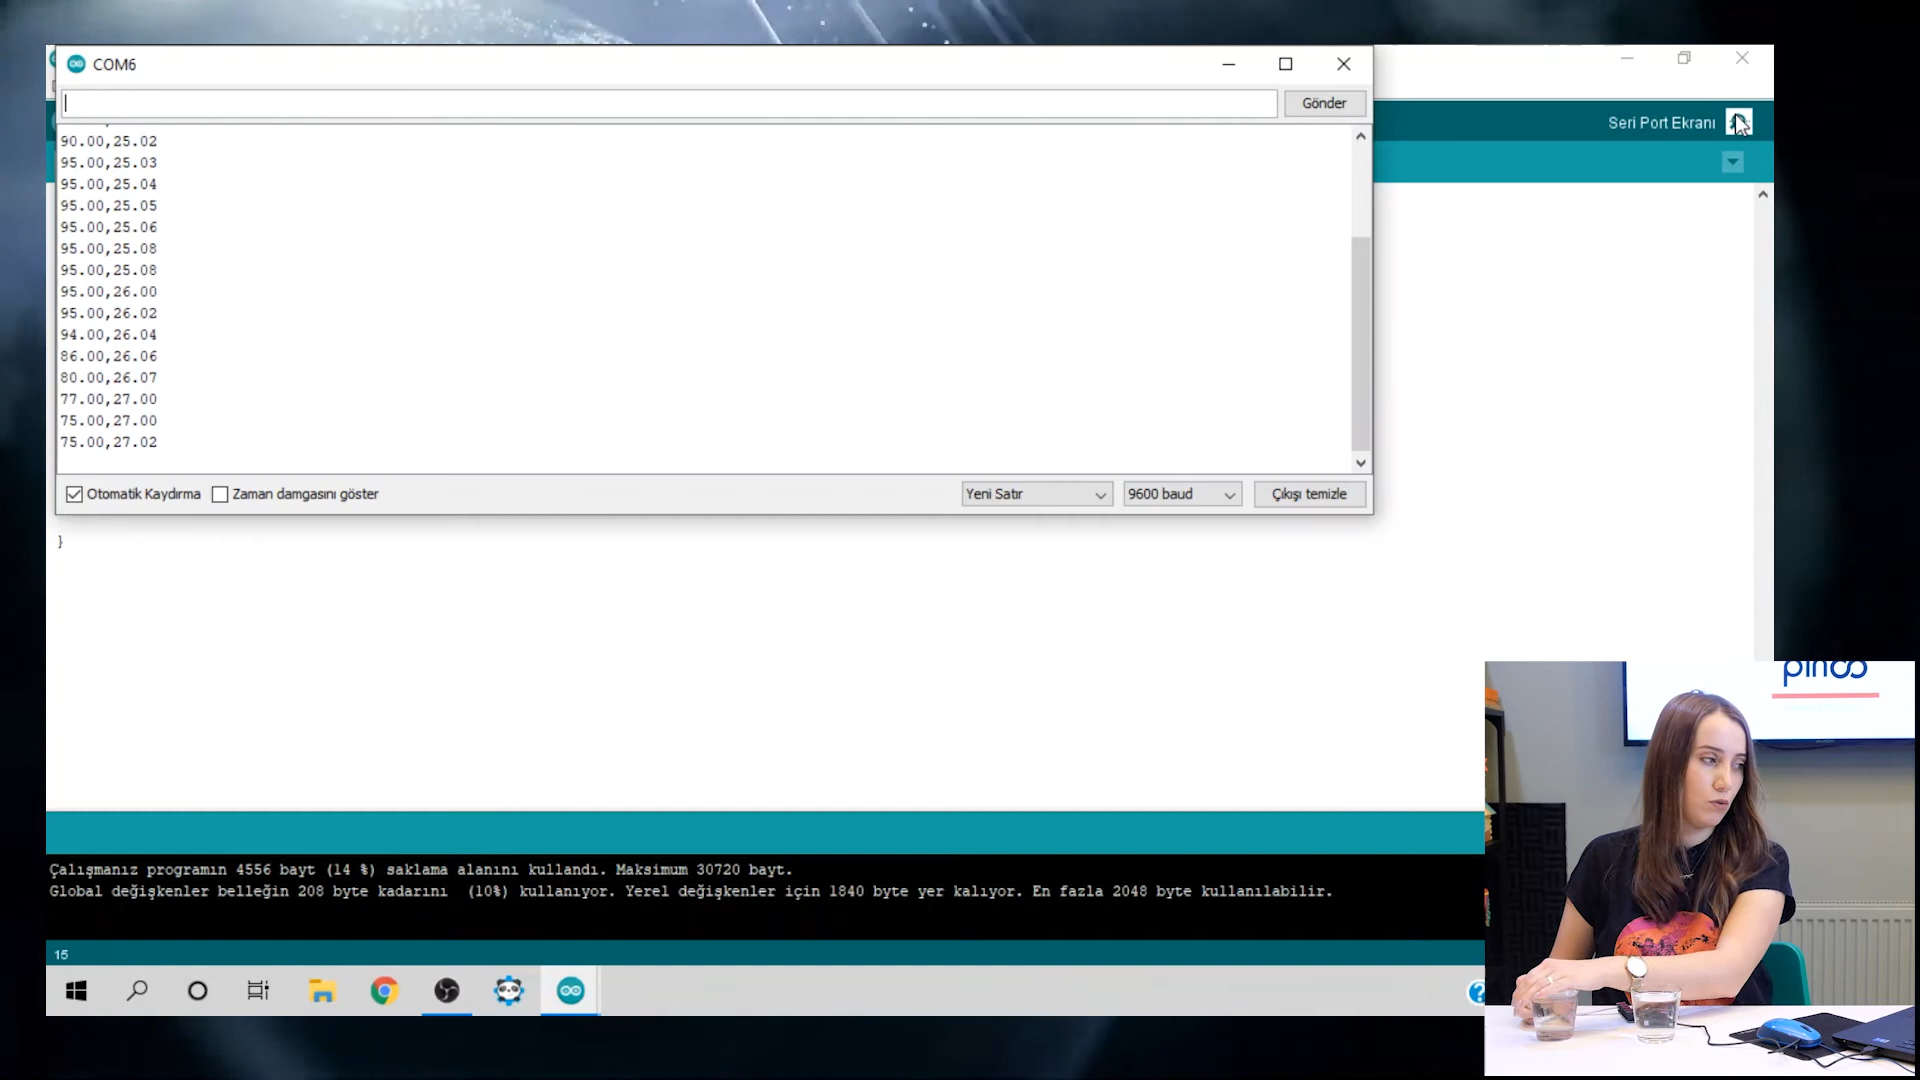 COM6
Gönder
Seri Port Ekranı
90.00,25.02
95.00,25.03
95.00,25.04
95.00,25.05
95.00,25.06
95.00,25.08
95.00,25.08
95.00,26.00
95.00,26.02
94.00,26.04
86.00,26.06
80.00,26.07
77.00,27.00
75.00,27.00
75.00,27.02
Otomatik Kaydırma
Zaman damgasını göster
Yeni Satır
9600 baud
Çıkışı temizle
}
pinoo
Çalışmanız programın 4556 bayt (14 %) saklama alanını kullandı. Maksimum 30720 bayt.
Global değişkenler belleğin 208 byte kadarını (10%) kullanıyor. Yerel değişkenler için 1840 byte yer kalıyor. En fazla 2048 byte kullanılabilir.
15